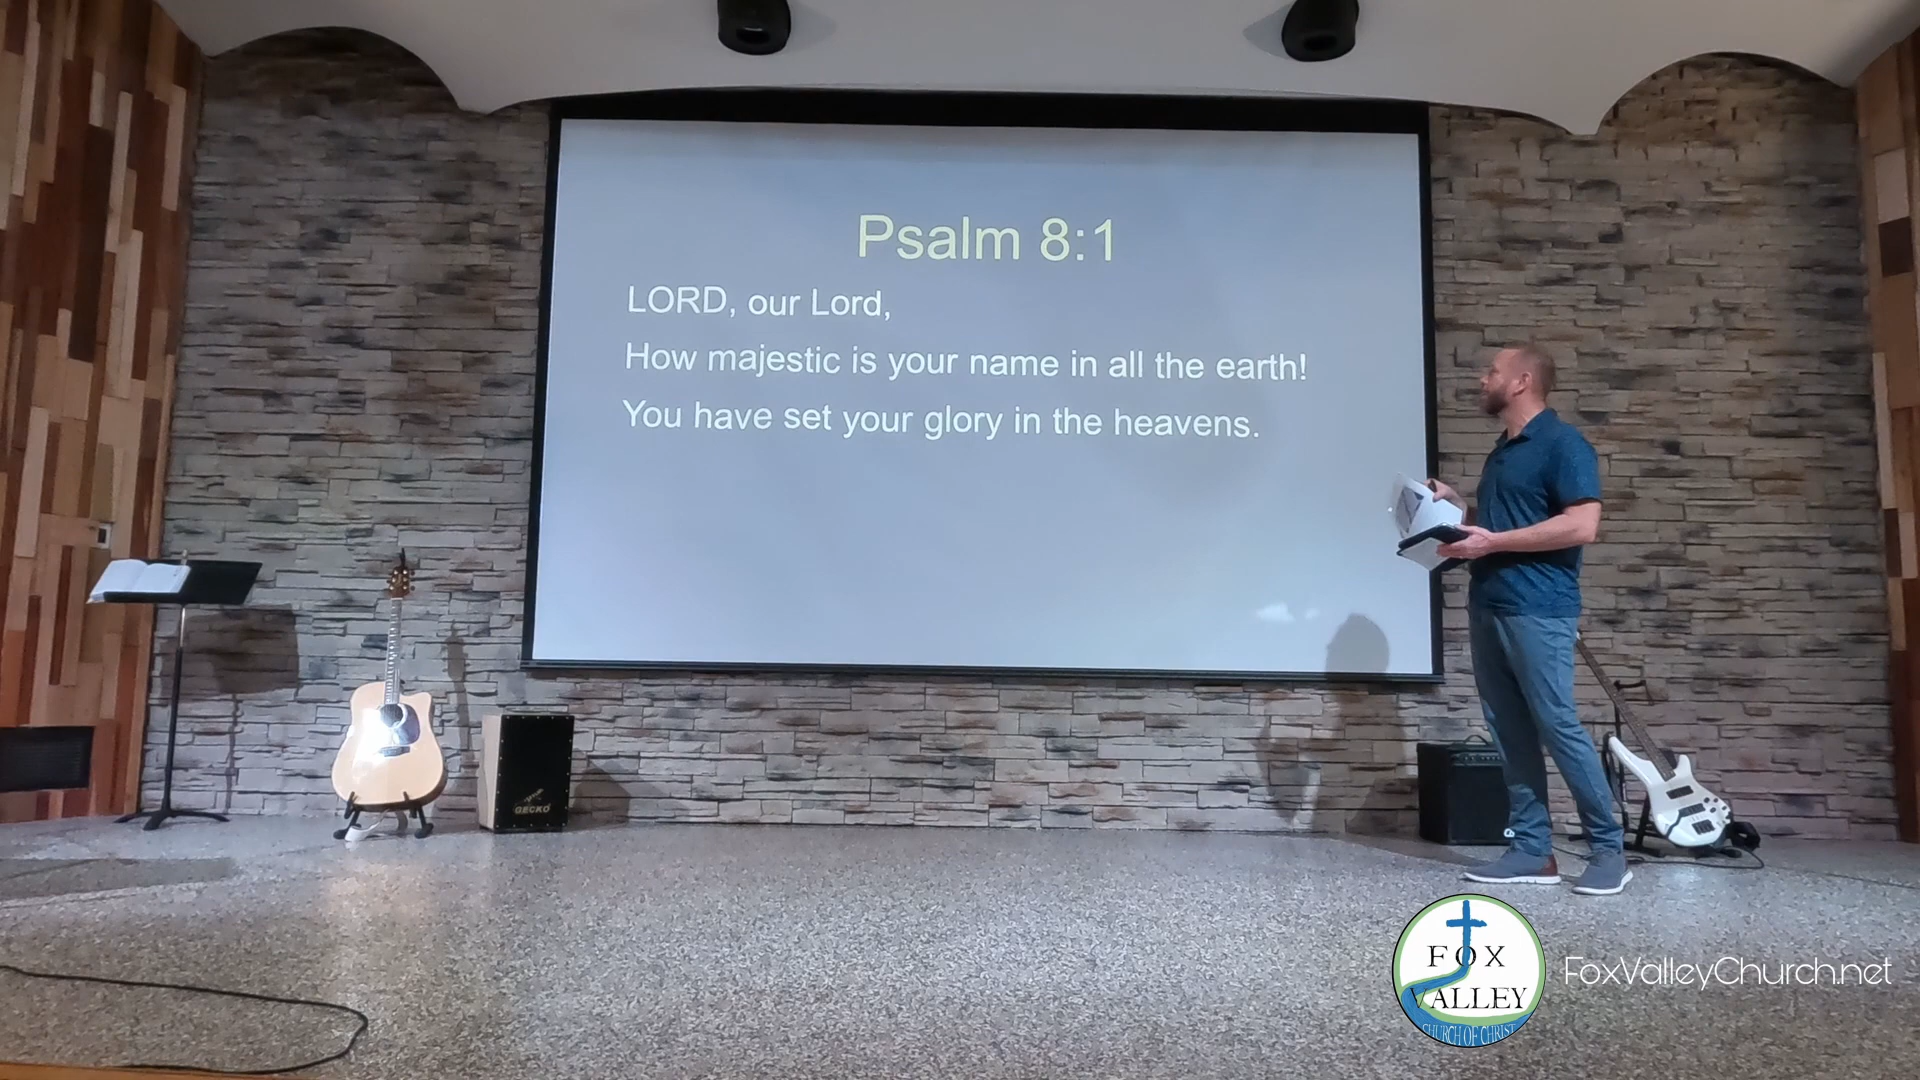 Psalm 8:1
LORD, our Lord,
How majestic is your name in all the earth!
You have set your glory in the heavens.
GECKO
FOX
VALLEY
CHURCH OF CHRIST
FoxValleyChurch.net